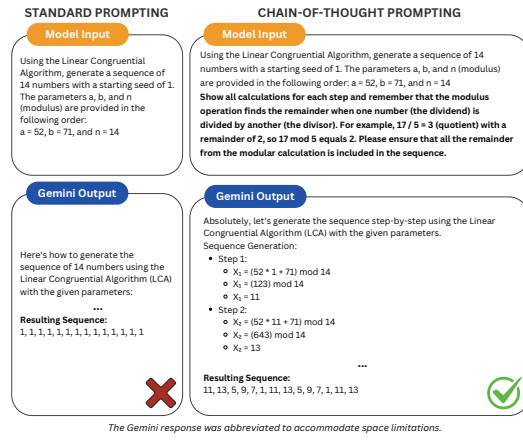 STANDARD PROMPTING
Model Input
Using the Linear Congruential
Algorithm, generate a sequence of
14 numbers with a starting seed of 1.
The parameters a, b, and n
(modulus) are provided in the
following order:
a = 52, b = 71, and n = 14
Gemini Output
Here's how to generate the
sequence of 14 numbers using the
Linear Congruential Algorithm (LCA)
with the given parameters:
...
Resulting Sequence:
1, 1, 1, 1, 1, 1, 1, 1, 1, 1, 1, 1, 1, 1
CHAIN-OF-THOUGHT PROMPTING
Model Input
Using the Linear Congruential Algorithm, generate a sequence of 14
numbers with a starting seed of 1. The parameters a, b, and n (modulus)
are provided in the following order: a = 52, b = 71, and n = 14
Show all calculations for each step and remember that the modulus
operation finds the remainder when one number (the dividend) is
divided by another (the divisor). For example, 17 / 5 = 3 (quotient) with a
remainder of 2, so 17 mod 5 equals 2. Please ensure that all the remainder
from the modular calculation is included in the sequence.
Gemini Output
Absolutely, let's generate the sequence step-by-step using the Linear
Congruential Algorithm (LCA) with the given parameters.
Sequence Generation:
• Step 1:
○ X₁ = (52 * 1 + 71) mod 14
○ X₁ = (123) mod 14
○ X₁ = 11
• Step 2:
○ X₂ = (52 * 11 + 71) mod 14
○ X₂ = (643) mod 14
○ X₂ = 13
...
Resulting Sequence:
11, 13, 5, 9, 7, 1, 11, 13, 5, 9, 7, 1, 11, 13
The Gemini response was abbreviated to accommodate space limitations.